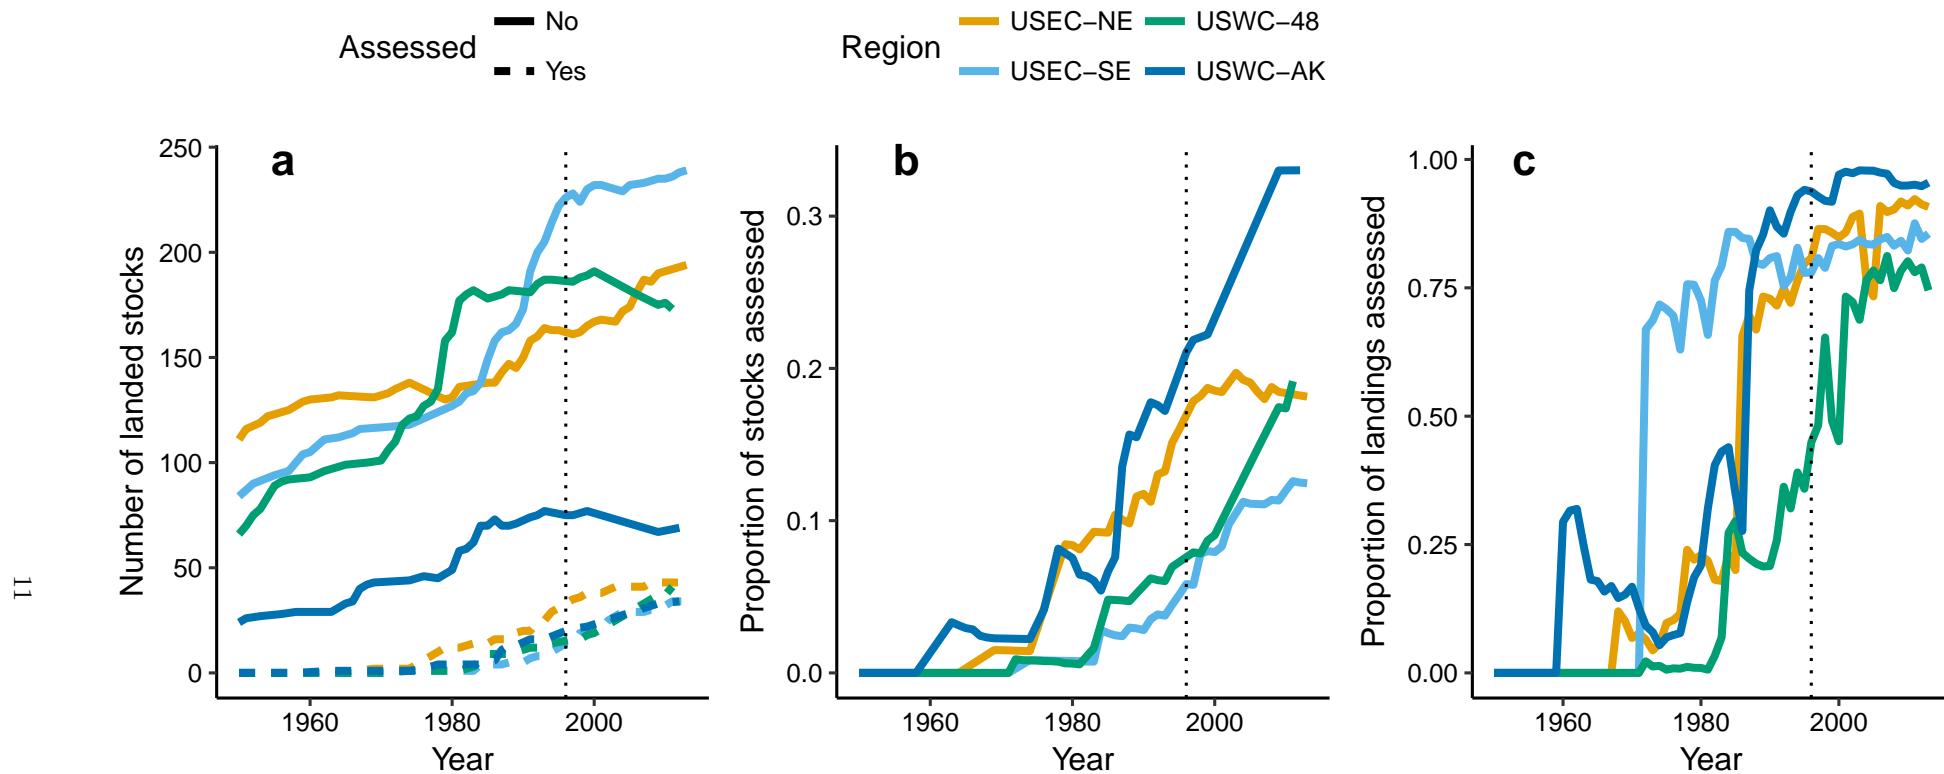 Assessed
No
Yes
Region
USEC−NE
USWC−48
USEC−SE
USWC−AK
a
Number of landed stocks
250
200
150
100
50
0
1960
1980
2000
Year
b
Proportion of stocks assessed
0.3
0.2
0.1
0.0
1960
1980
2000
Year
c
Proportion of landings assessed
1.00
0.75
0.50
0.25
0.00
1960
1980
2000
Year
11